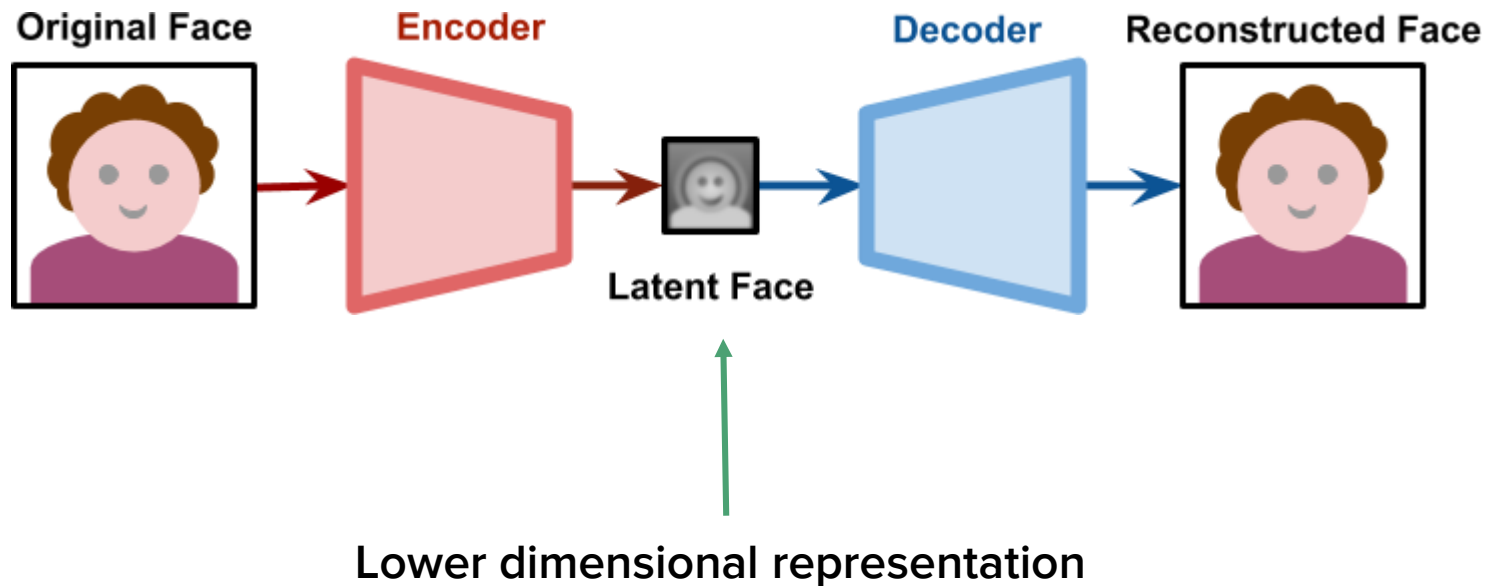 Original Face
Encoder
Decoder
Reconstructed Face
Latent Face
Lower dimensional representation